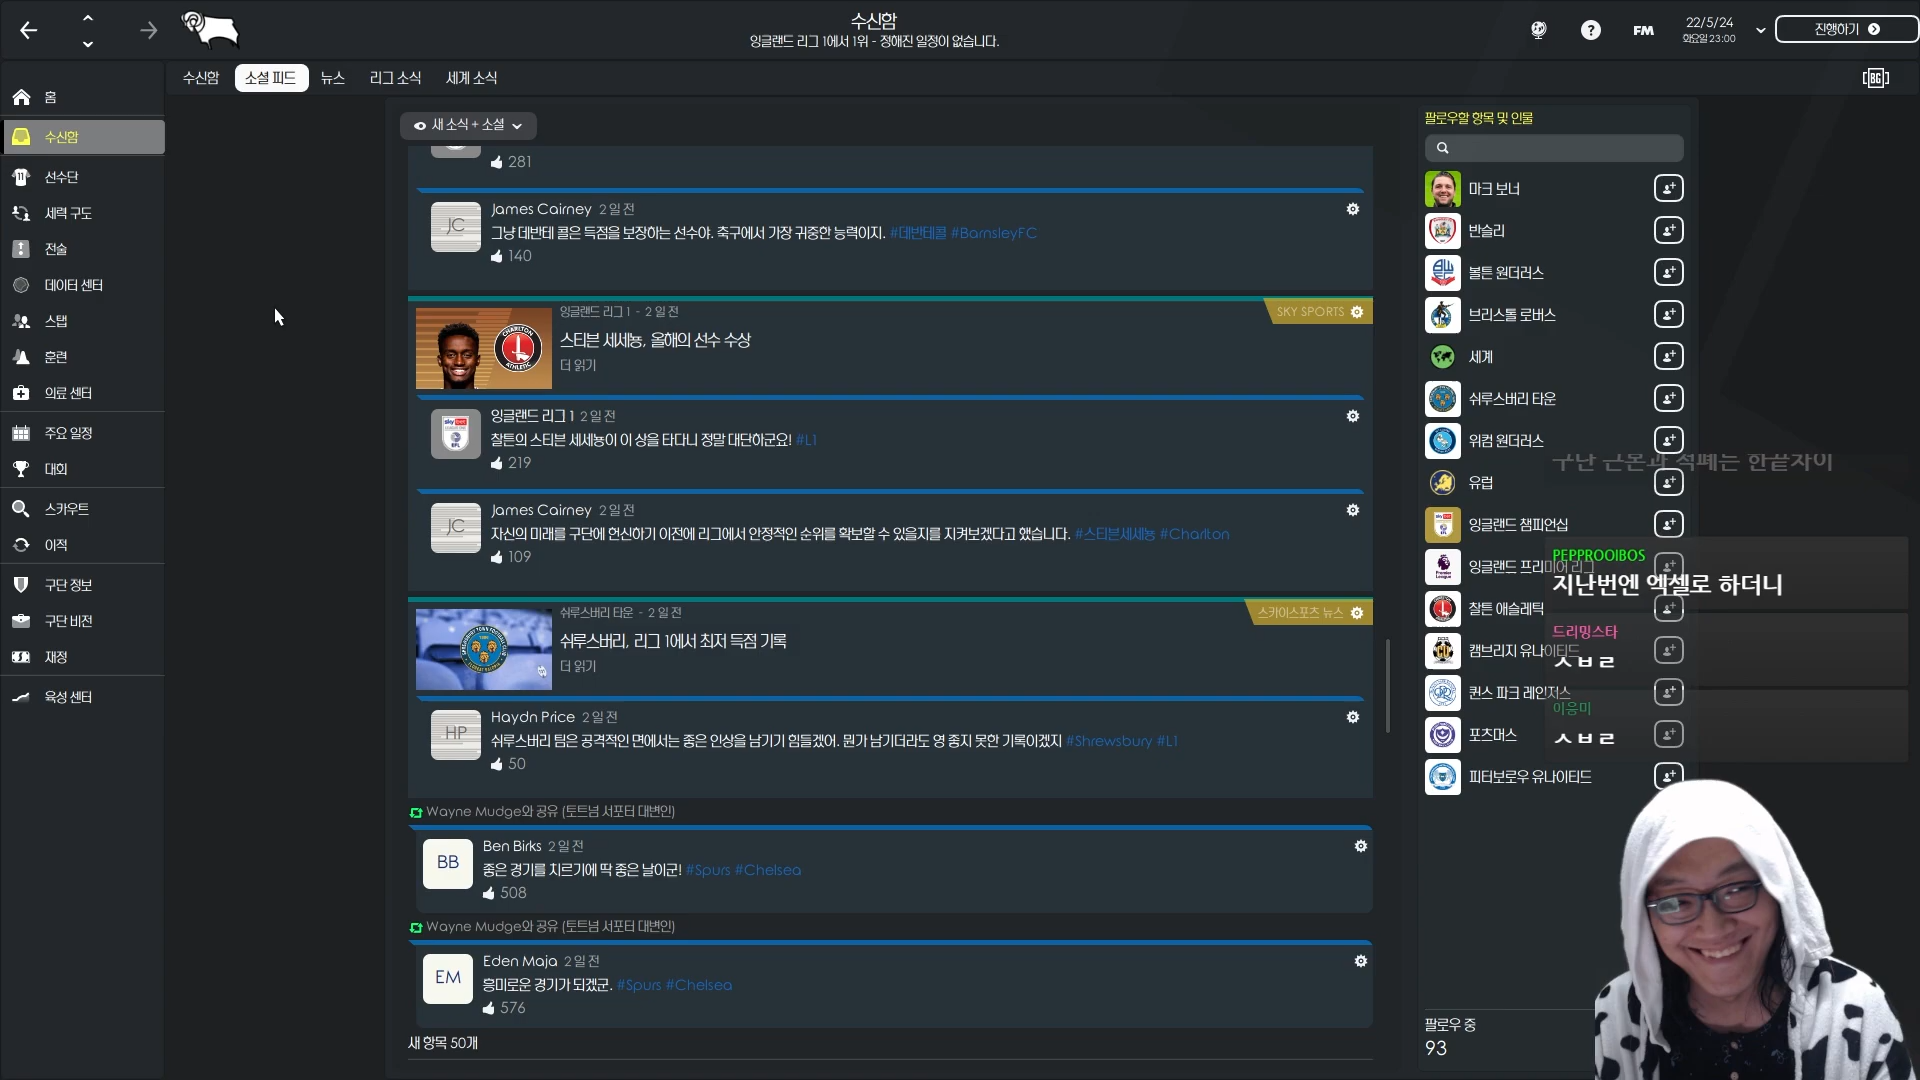 수신함
잉글랜드 리그 1에서 1위 - 정해진 일정이 없습니다.
FM
22/5/24
화요일 23:00
진행하기
수신함
소셜 피드
뉴스
리그 소식
세계 소식
BG
홈
수신함
선수단
세력 구도
전술
데이터 센터
스탭
훈련
의료 센터
주요 일정
대회
스카우트
이적
구단 정보
구단 비전
재정
육성 센터
새 소식 + 소셜
281
JC
James Cairney 2일 전
그냥 데반테 콜은 득점을 보장하는 선수야. 축구에서 가장 귀중한 능력이지. #데반테콜 #BarnsleyFC
140
잉글랜드 리그 1 - 2일 전
SKY SPORTS
스티븐 세세뇽, 올해의 선수 수상
더 읽기
잉글랜드 리그 1 2일 전
찰튼의 스티븐 세세뇽이 이 상을 타다니 정말 대단하군요! #L1
219
JC
James Cairney 2일 전
자신의 미래를 구단에 헌신하기 이전에 리그에서 안정적인 순위를 확보할 수 있을지를 지켜보겠다고 했습니다. #스티븐세세뇽 #Charlton
109
쉬루스버리 타운 - 2일 전
스카이스포츠 뉴스
쉬루스버리, 리그 1에서 최저 득점 기록
더 읽기
HP
Haydn Price 2일 전
쉬루스버리 팀은 공격적인 면에서는 좋은 인상을 남기기 힘들겠어. 뭔가 남기더라도 영 좋지 못한 기록이겠지 #Shrewsbury #L1
50
Wayne Mudge와 공유 (토트넘 서포터 대변인)
BB
Ben Birks 2일 전
좋은 경기를 치르기에 딱 좋은 날이군! #Spurs #Chelsea
508
Wayne Mudge와 공유 (토트넘 서포터 대변인)
EM
Eden Maja 2일 전
흥미로운 경기가 되겠군. #Spurs #Chelsea
576
새 항목 50개
팔로우할 항목 및 인물
마크 보너
반슬리
볼튼 원더러스
브리스톨 로버스
세계
쉬루스버리 타운
위컴 원더러스
유럽
잉글랜드 챔피언십
잉글랜드 프리미어 리그
찰튼 애슬레틱
캠브리지 유나이티드
퀸스 파크 레인저스
포츠머스
피터보로우 유나이티드
팔로우 중
93
구단 근본과 적폐는 한끝차이
PEPPROOIBOS
지난번엔 엑셀로 하더니
드리밍스타
ㅅㅂㄹ
이응미
ㅅㅂㄹ